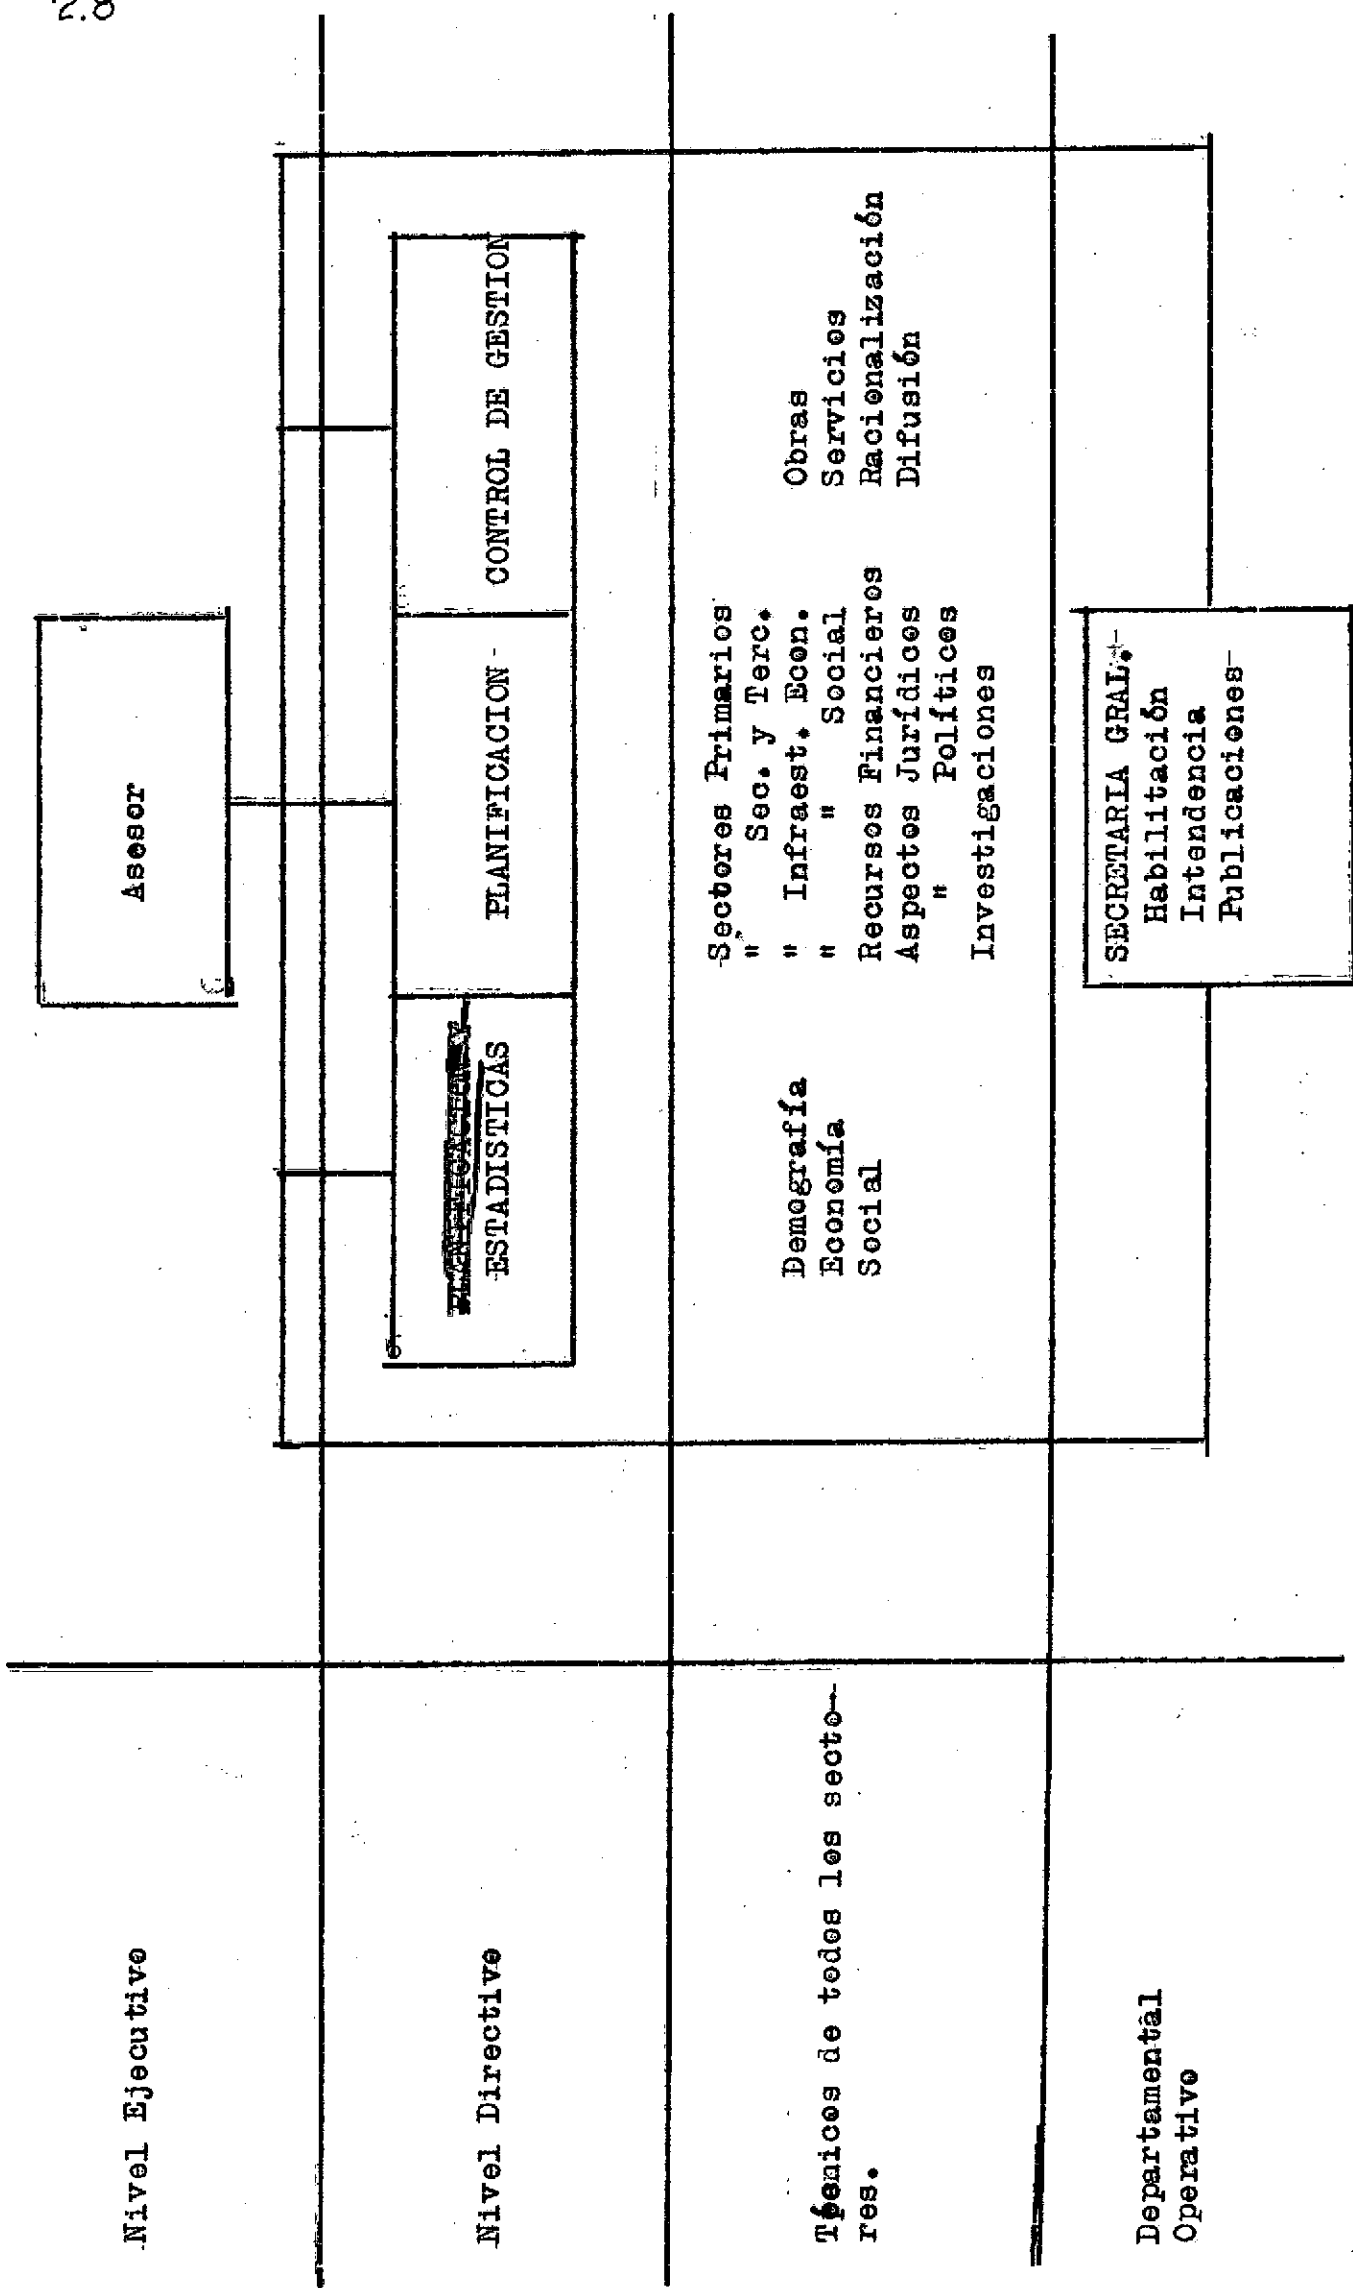 2.8
Nivel Ejecutivo
Asesor
Nivel Directivo
ESTADISTICAS
PLANIFICACION
CONTROL DE GESTION
Técnicos de todos los secto-
res.
Demografía
Economía
Social
Sectores Primarios
" Sec. y Terc.
" Infraest. Econ.
" " Social
Recursos Financieros
Aspectos Jurídicos
" Políticos
Investigaciones
Obras
Servicios
Racionalización
Difusión
Departamental
Operativo
SECRETARIA GRAL.
Habilitación
Intendencia
Publicaciones